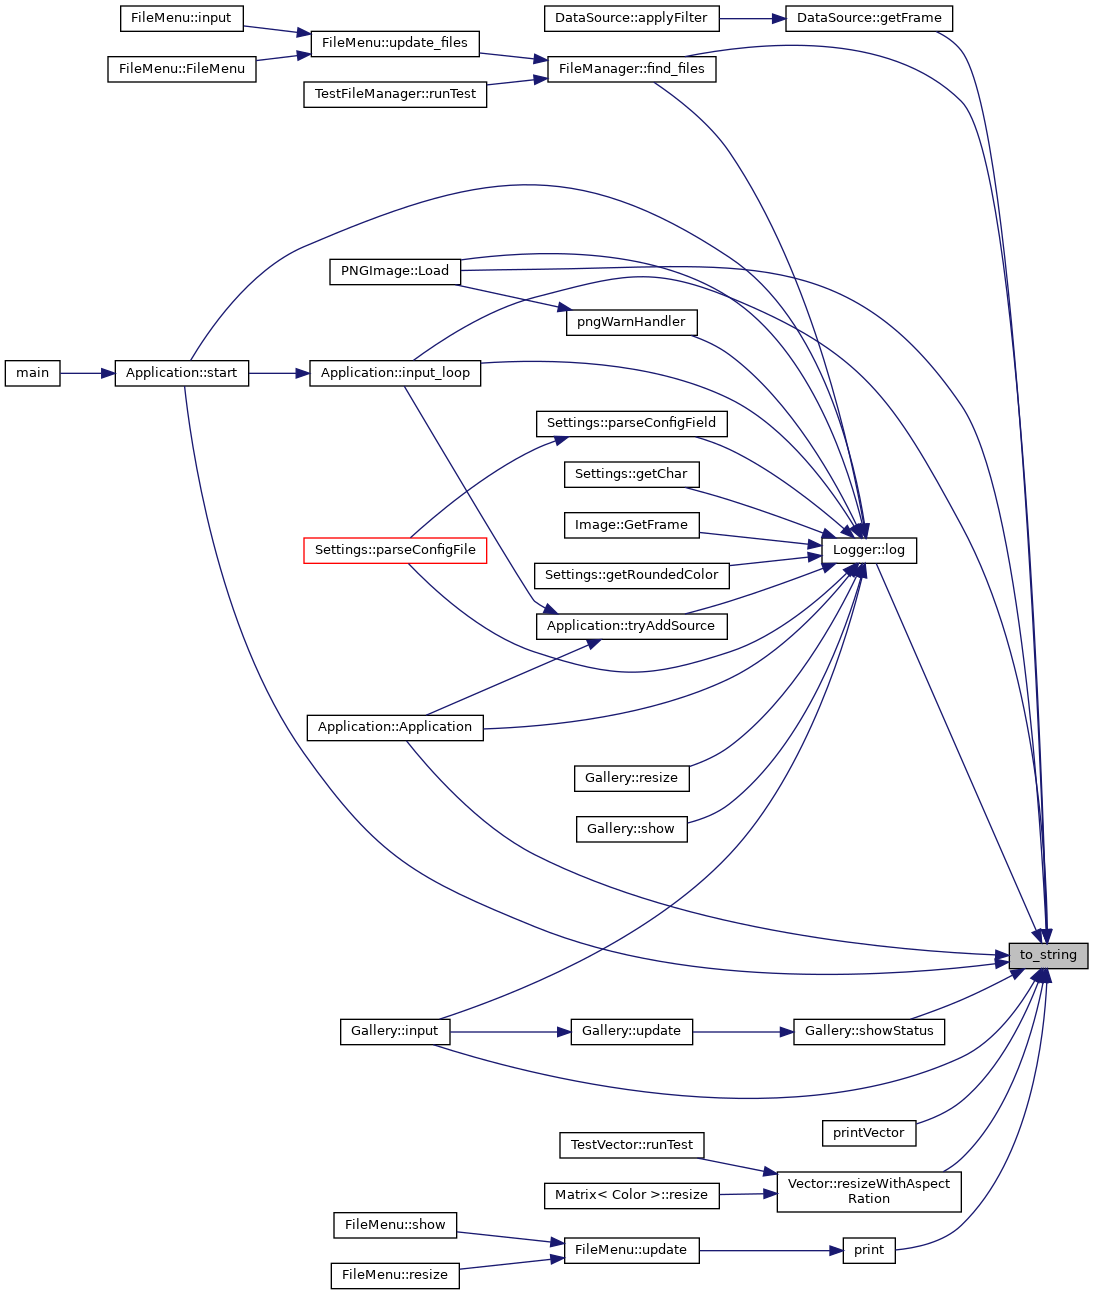 FileMenu::input
DataSource::applyFilter
DataSource::getFrame
FileMenu::update_files
FileMenu::FileMenu
FileManager::find_files
TestFileManager::runTest
PNGImage::Load
pngWarnHandler
main
Application::start
Application::input_loop
Settings::parseConfigField
Settings::getChar
Image::GetFrame
Settings::parseConfigFile
Logger::log
Settings::getRoundedColor
Application::tryAddSource
Application::Application
Gallery::resize
Gallery::show
to_string
Gallery::input
Gallery::update
Gallery::showStatus
printVector
TestVector::runTest
Vector::resizeWithAspect
Ration
Matrix< Color >::resize
FileMenu::show
FileMenu::update
print
FileMenu::resize